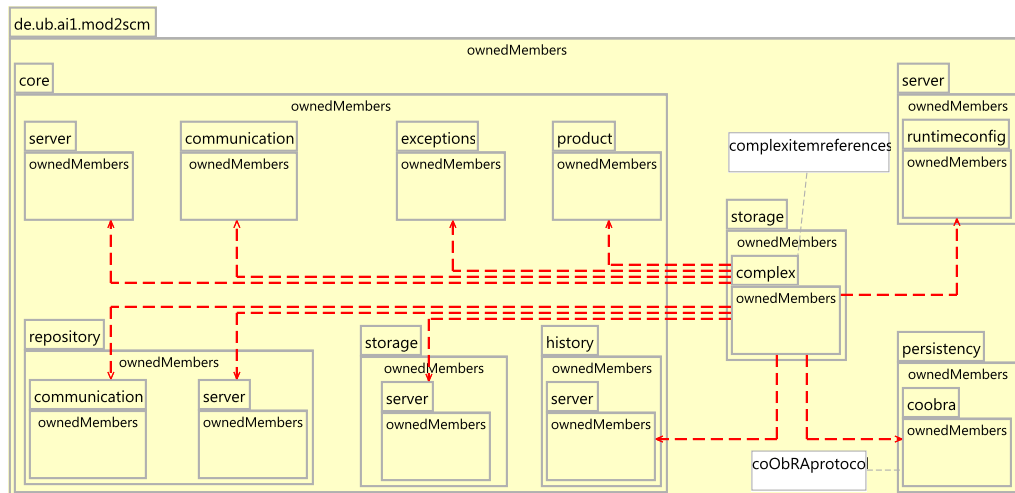 de.ub.ai1.mod2scm
ownedMembers
core
server
ownedMembers
ownedMembers
server
communication
exceptions
product
runtimeconfig
complexitemreferences
ownedMembers
ownedMembers
ownedMembers
ownedMembers
ownedMembers
storage
ownedMembers
complex
ownedMembers
repository
storage
history
persistency
ownedMembers
ownedMembers
ownedMembers
ownedMembers
communication
server
server
server
coobra
ownedMembers
ownedMembers
ownedMembers
ownedMembers
ownedMembers
coObRAprotocol